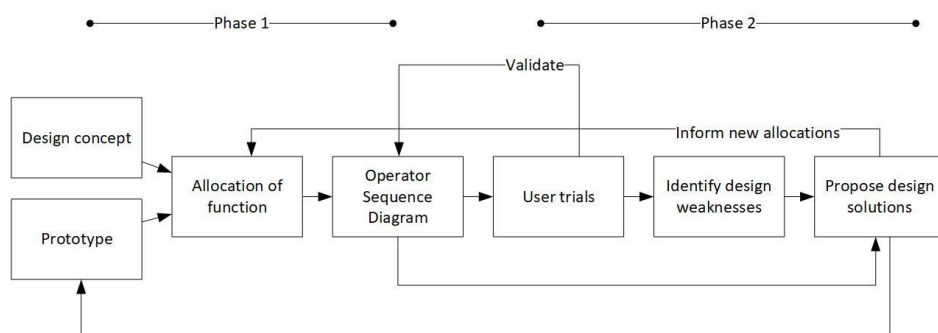 Phase 1
Phase 2
Validate
Inform new allocations
Design concept
Prototype
Allocation of
function
Operator
Sequence
Diagram
User trials
Identify design
weaknesses
Propose design
solutions